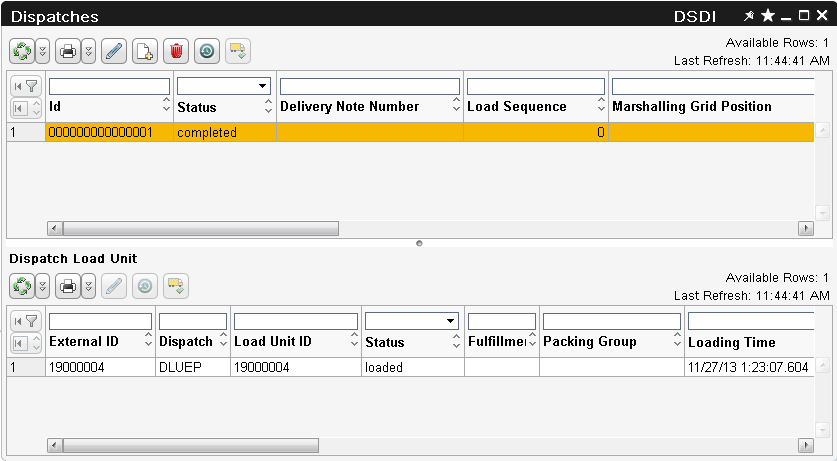 Dispatches DSDI
Available Rows: 1
Last Refresh: 11:44:41 AM
Id Status Delivery Note Number Load Sequence Marshalling Grid Position
1 000000000000001 completed 0
Dispatch Load Unit
Available Rows: 1
Last Refresh: 11:44:41 AM
External ID Dispatch Load Unit ID Status Fulfillme Packing Group Loading Time
1 19000004 DLUEP 19000004 loaded 11/27/13 1:23:07.604